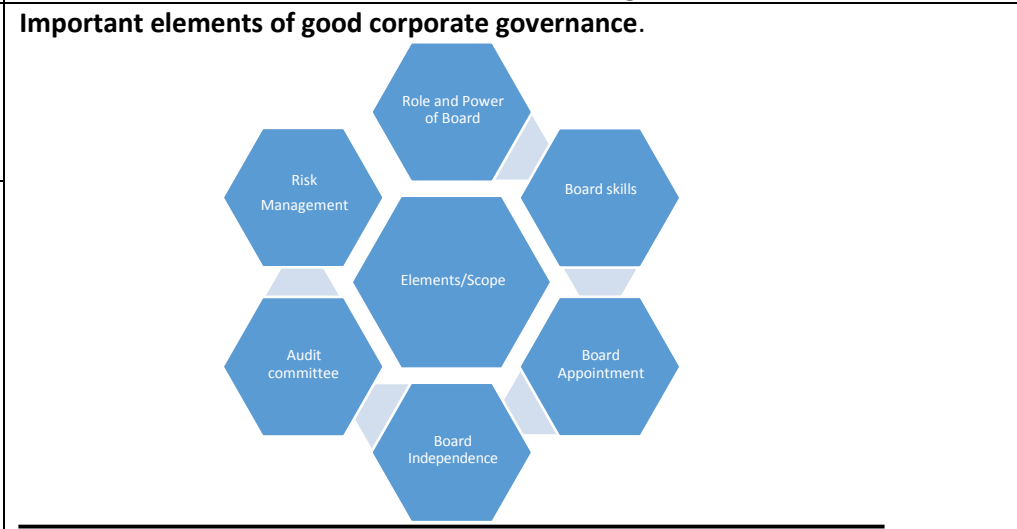 Important elements of good corporate governance.
Role and Power
of Board
Board skills
Risk
Management
Elements/Scope
Board
Appointment
Audit
committee
Board
Independence